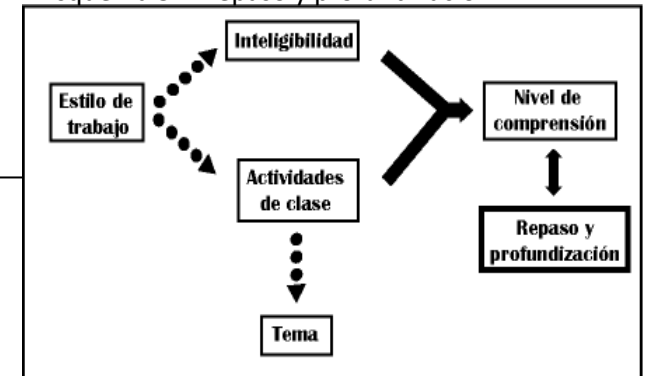 Inteligibilidad
Estilo de
trabajo
Nivel de
comprensión
Actividades
de clase
Repaso y
profundización
Tema